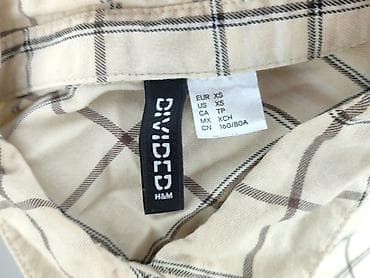 DIVIDED
H&M
EUR XS
US XS
CA TP
MX XCH
CN 160/80A